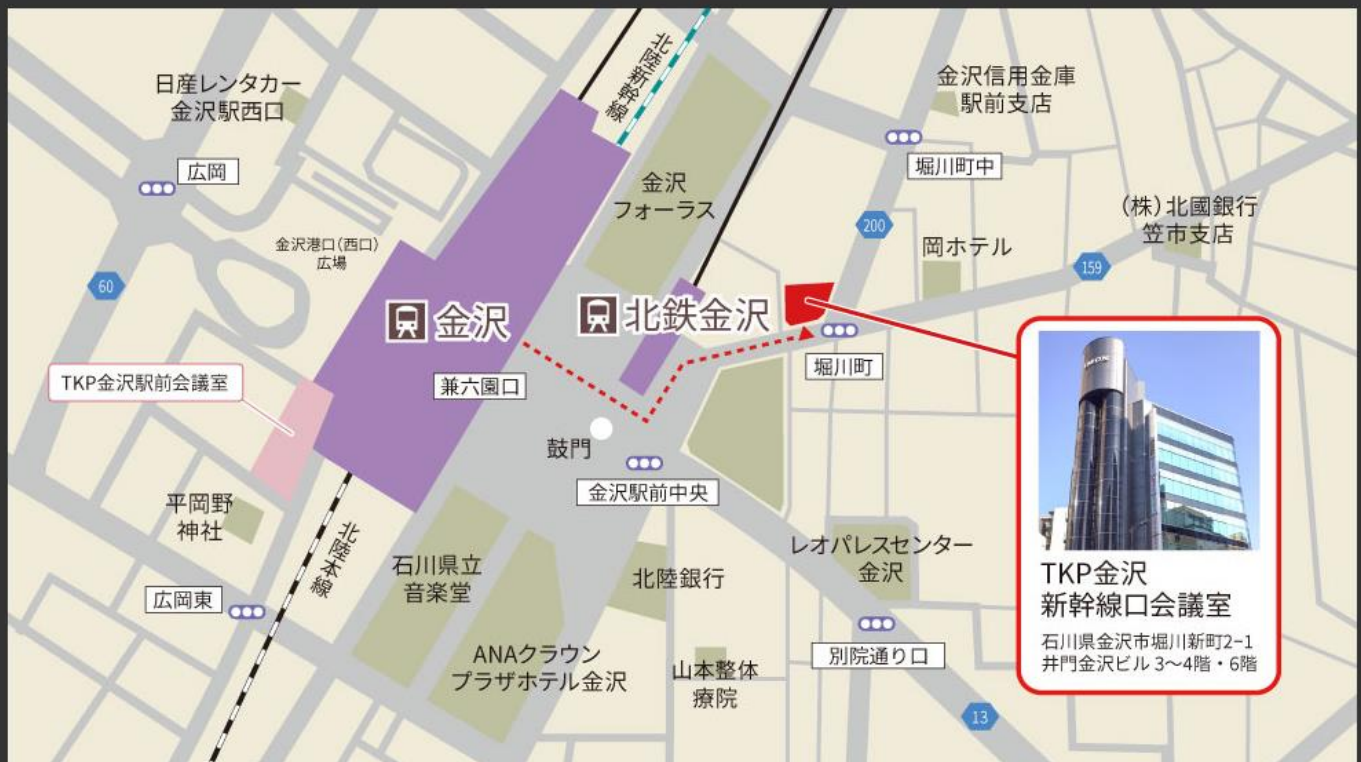 日産レンタカー
金沢駅西口
広岡
60
金沢港口(西口)
広場
北陸新幹線
金沢
フォーラス
金沢信用金庫
駅前支店
堀川町中
200
岡ホテル
(株)北國銀行
笠市支店
159
金沢
北鉄金沢
堀川町
TKP金沢駅前会議室
兼六園口
鼓門
金沢駅前中央
平岡野
神社
広岡東
北陸本線
石川県立
音楽堂
ANAクラウン
プラザホテル金沢
北陸銀行
山本整体
療院
レオパレスセンター
金沢
別院通り口
13
TKP金沢
新幹線口会議室
石川県金沢市堀川新町2-1
井門金沢ビル 3〜4階・6階